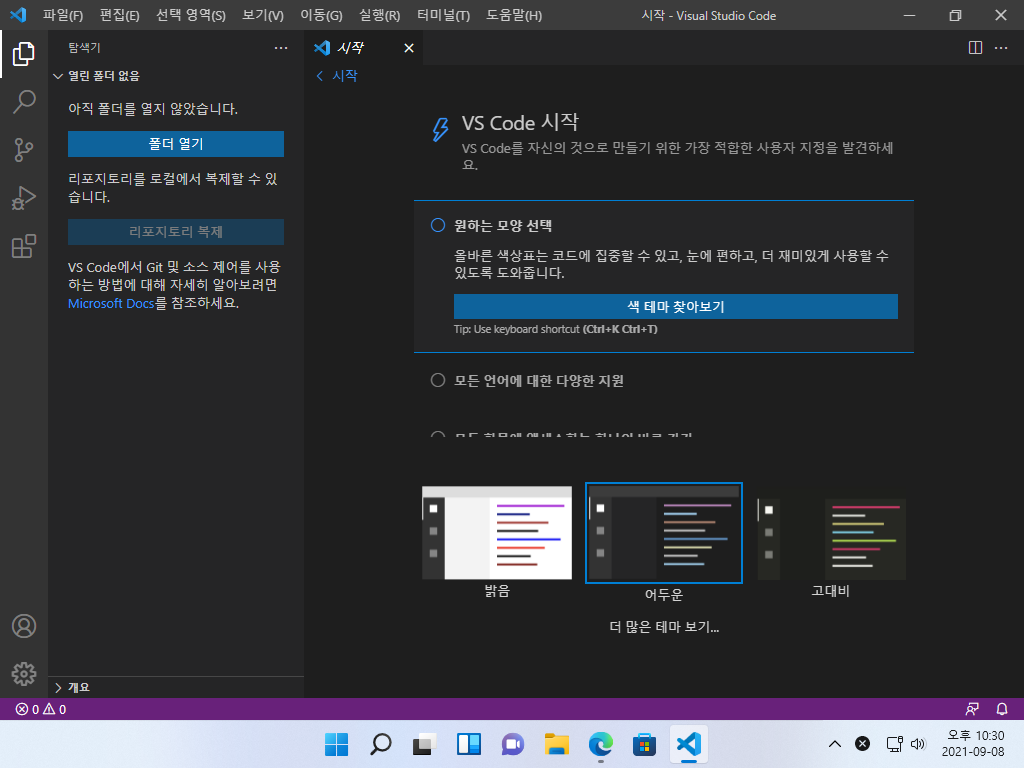 파일(F) 편집(E) 선택 영역(S) 보기(V) 이동(G) 실행(R) 터미널(T) 도움말(H) 시작 - Visual Studio Code
탐색기
시작
열린 폴더 없음
아직 폴더를 열지 않았습니다.
폴더 열기
리포지토리를 로컬에서 복제할 수 있
습니다.
리포지토리 복제
VS Code에서 Git 및 소스 제어를 사용
하는 방법에 대해 자세히 알아보려면
Microsoft Docs를 참조하세요.
개요
시작
VS Code 시작
VS Code를 자신의 것으로 만들기 위한 가장 적합한 사용자 지정을 발견하세
요.
원하는 모양 선택
올바른 색상표는 코드에 집중할 수 있고, 눈에 편하고, 더 재미있게 사용할 수
있도록 도와줍니다.
색 테마 찾아보기
Tip: Use keyboard shortcut (Ctrl+K Ctrl+T)
모든 언어에 대한 다양한 지원
밝음
어두운
고대비
더 많은 테마 보기...
0 0
오후 10:30
2021-09-08